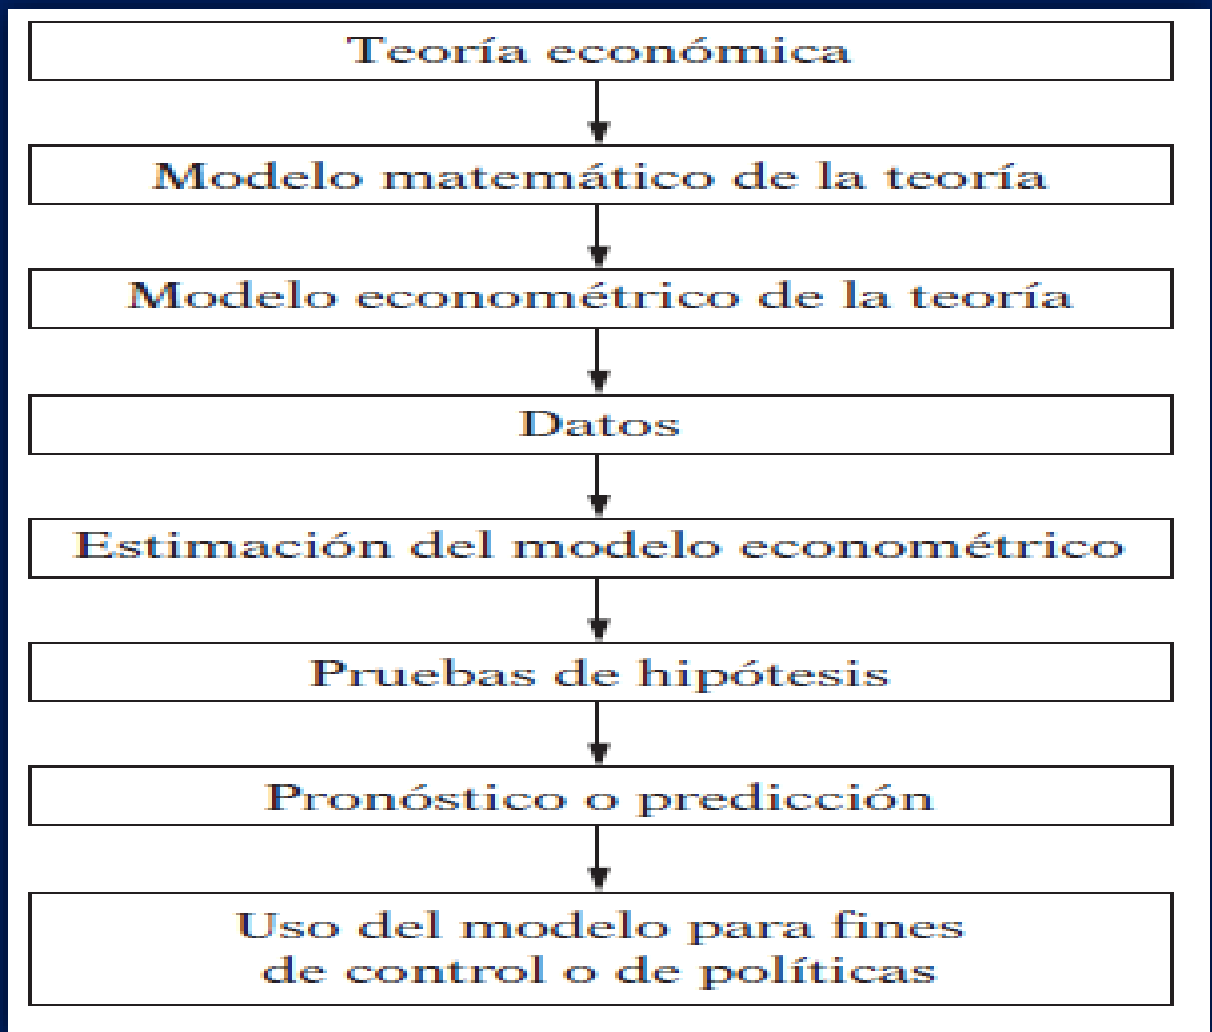 Teoría económica
Modelo matemático de la teoría
Modelo econométrico de la teoría
Datos
Estimación del modelo econométrico
Pruebas de hipótesis
Pronóstico o predicción
Uso del modelo para fines
de control o de políticas